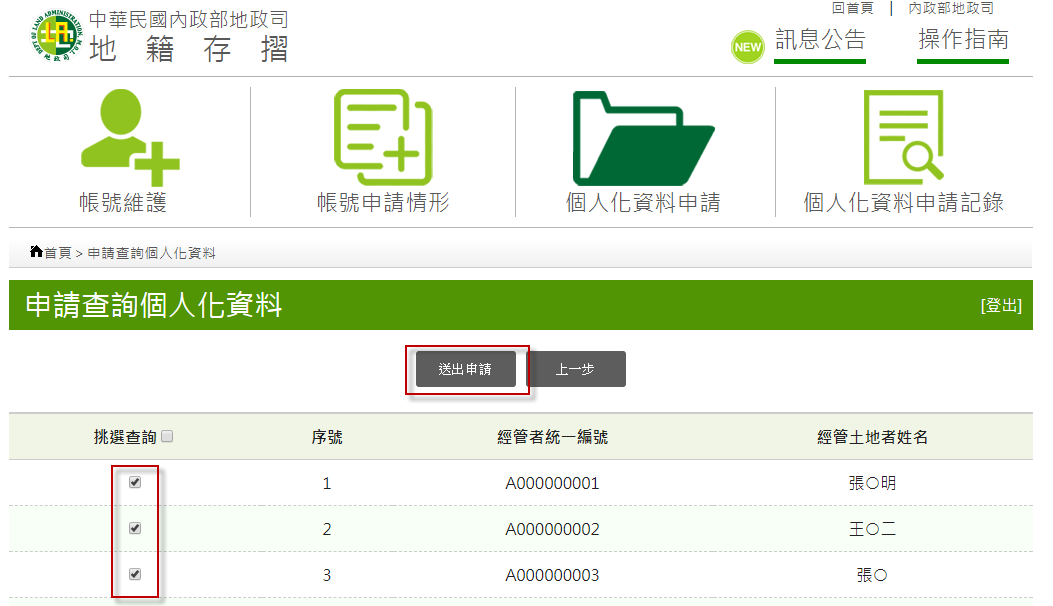 中華民國內政部地政司
地籍存摺
回首頁 | 內政部地政司
NEW 訊息公告 操作指南
帳號維護 帳號申請情形 個人化資料申請 個人化資料申請記錄
首頁 > 申請查詢個人化資料
申請查詢個人化資料 [登出]
送出申請 上一步
挑選查詢 序號 經管者統一編號 經管土地者姓名
1 A000000001 張○明
2 A000000002 王○二
3 A000000003 張○